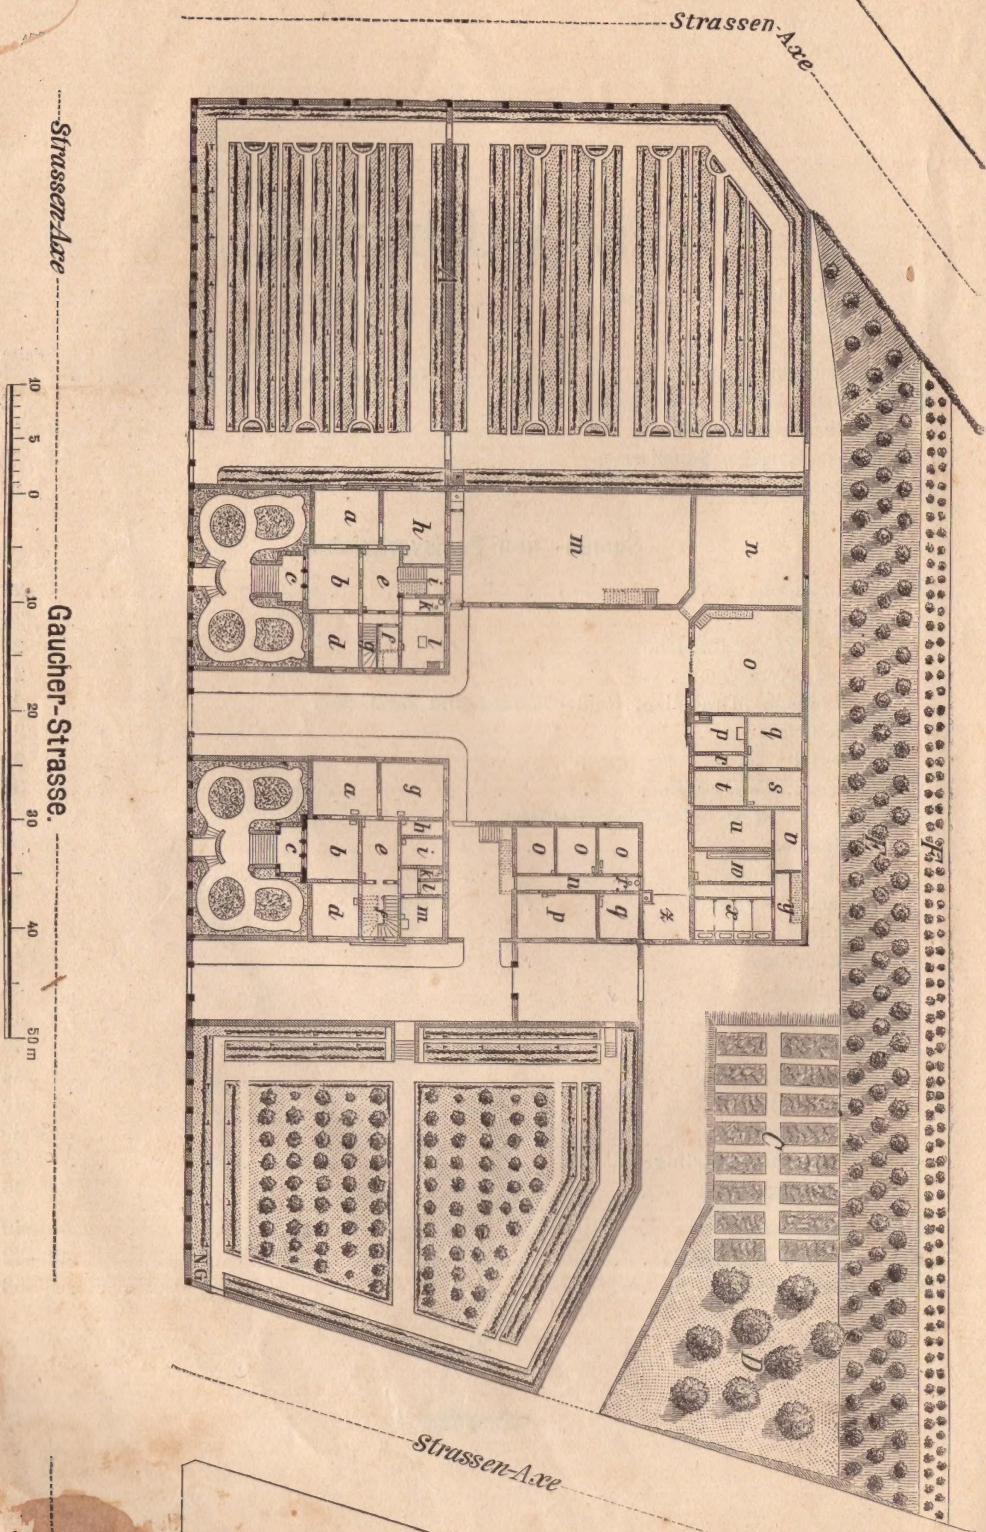 Strassen-Axe
Strassen-Axe
Gaucher-Strasse.
10
5
0
10
20
30
40
50 m
a
h
b
e
i
k
c
d
g
f
l
m
n
o
p
q
r
t
s
u
v
w
x
y
z
a
g
b
e
h
i
k
l
c
d
f
m
o
o
o
n
r
p
q
A
C
D
E
F
N.G.
Strassen-Axe